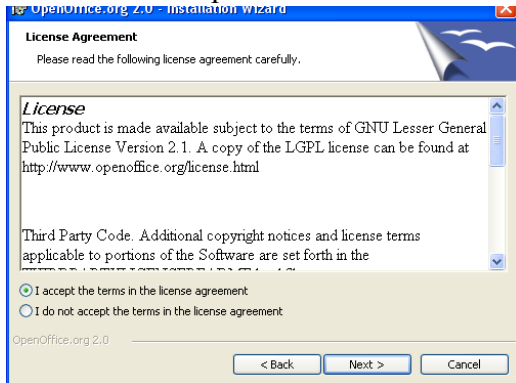 OpenOffice.org 2.0 - Installation Wizard
License Agreement
Please read the following license agreement carefully.
License
This product is made available subject to the terms of GNU Lesser General
Public License Version 2.1. A copy of the LGPL license can be found at
http://www.openoffice.org/license.html
Third Party Code. Additional copyright notices and license terms
applicable to portions of the Software are set forth in the
I accept the terms in the license agreement
I do not accept the terms in the license agreement
OpenOffice.org 2.0
< Back
Next >
Cancel